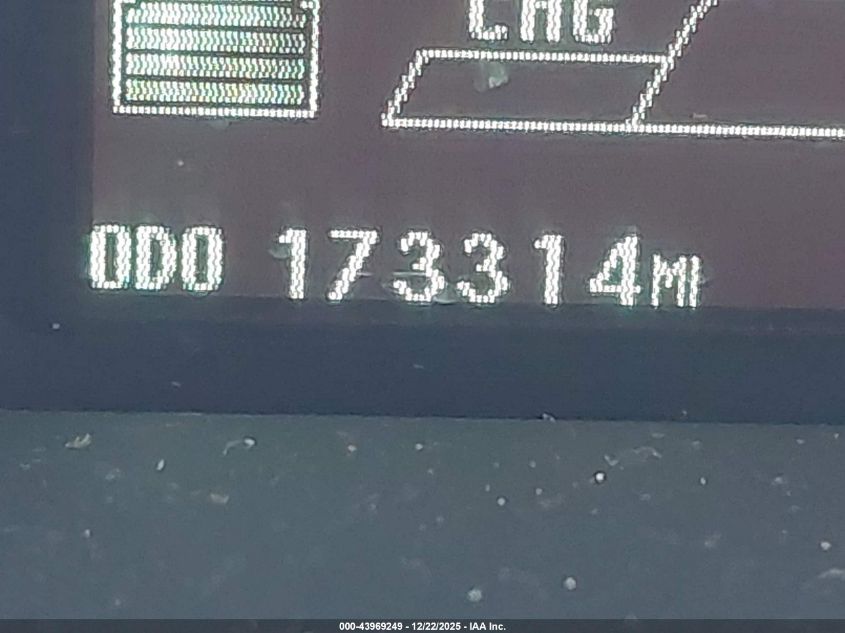 CHG
ODO 173314MI
000-43969249 - 12/22/2025 - IAA Inc.